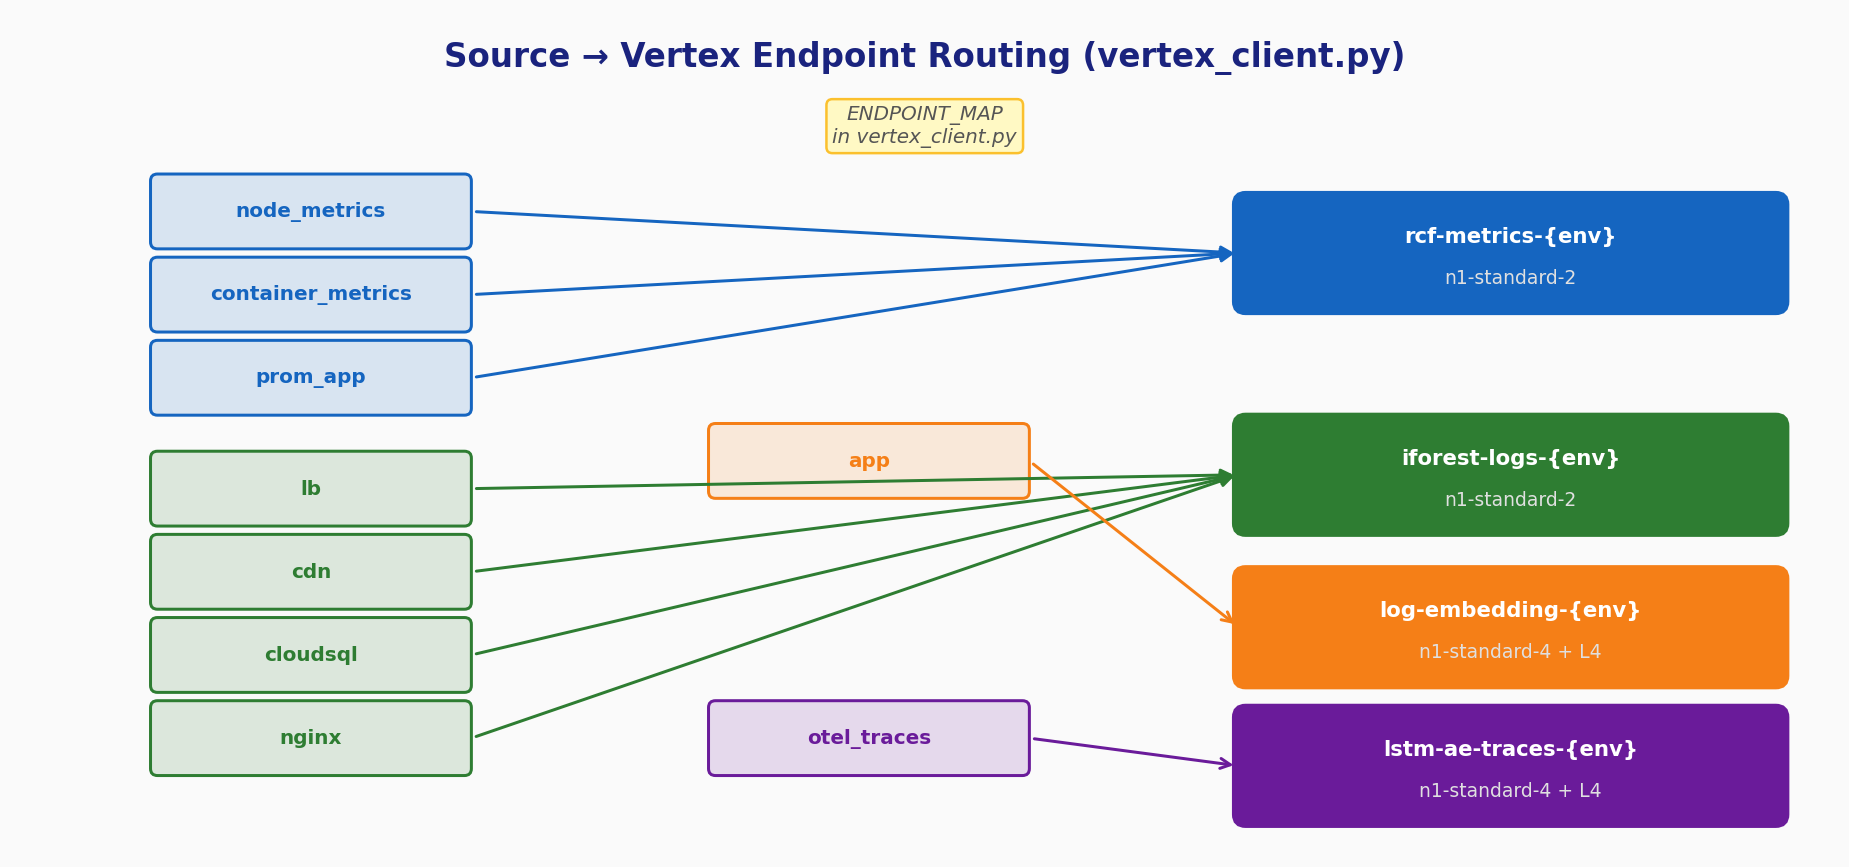 Source → Vertex Endpoint Routing (vertex_client.py)
ENDPOINT_MAP
in vertex_client.py
node_metrics
container_metrics
prom_app
lb
cdn
cloudsql
nginx
app
otel_traces
rcf-metrics-{env}
n1-standard-2
iforest-logs-{env}
n1-standard-2
log-embedding-{env}
n1-standard-4 + L4
lstm-ae-traces-{env}
n1-standard-4 + L4